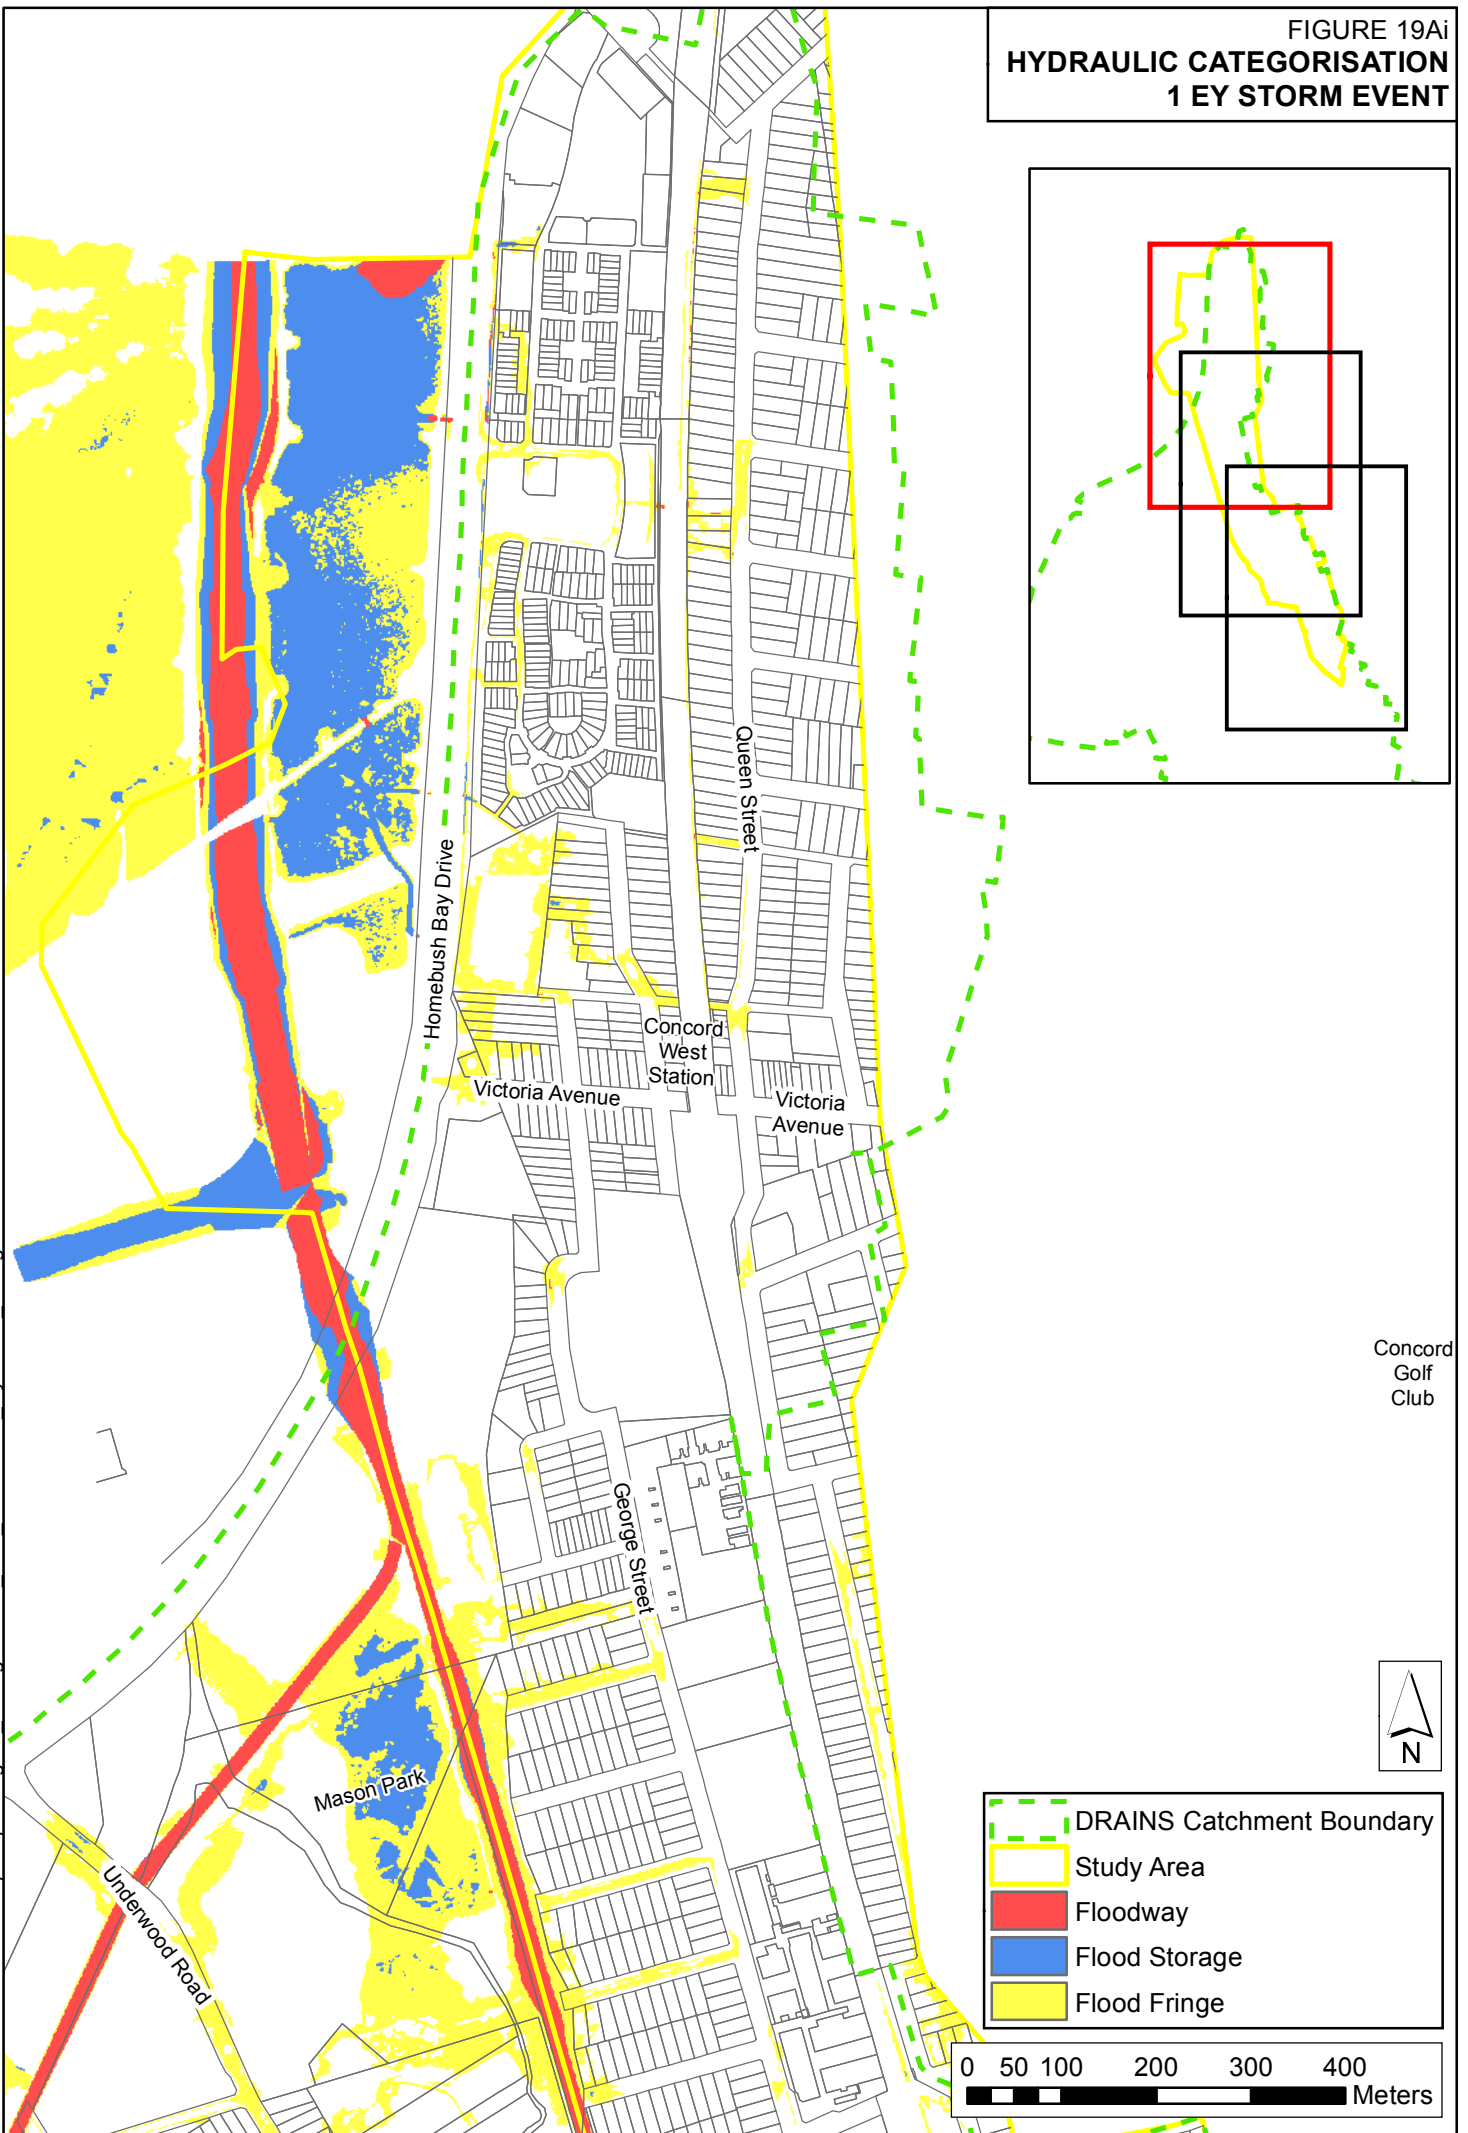 FIGURE 19Ai
HYDRAULIC CATEGORISATION
1 EY STORM EVENT
Queen Street
Homebush Bay Drive
Concord
West
Station
Victoria Avenue
Victoria
Avenue
Concord
Golf
Club
George Street
Mason Park
Underwood Road
N
DRAINS Catchment Boundary
Study Area
Floodway
Flood Storage
Flood Fringe
0 50 100 200 300 400
Meters